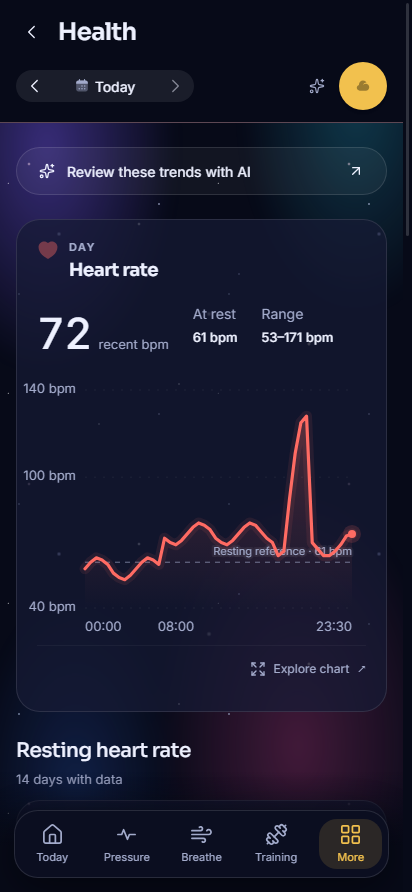 Health
Today
Review these trends with AI
DAY
Heart rate
72 recent bpm
At rest
61 bpm
Range
53–171 bpm
140 bpm
100 bpm
Resting reference · 61 bpm
40 bpm
00:00 08:00 23:30
Explore chart
Resting heart rate
14 days with data
Today Pressure Breathe Training More